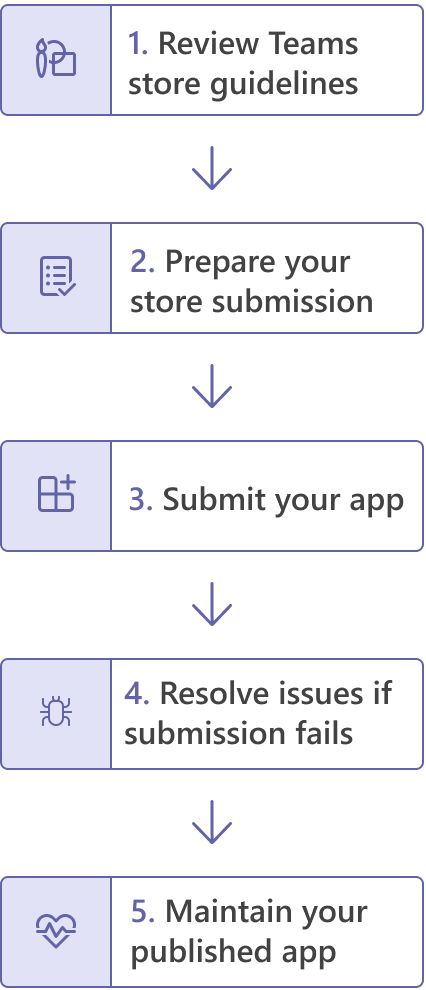 1. Review Teams
store guidelines
2. Prepare your
store submission
3. Submit your app
4. Resolve issues if
submission fails
5. Maintain your
published app